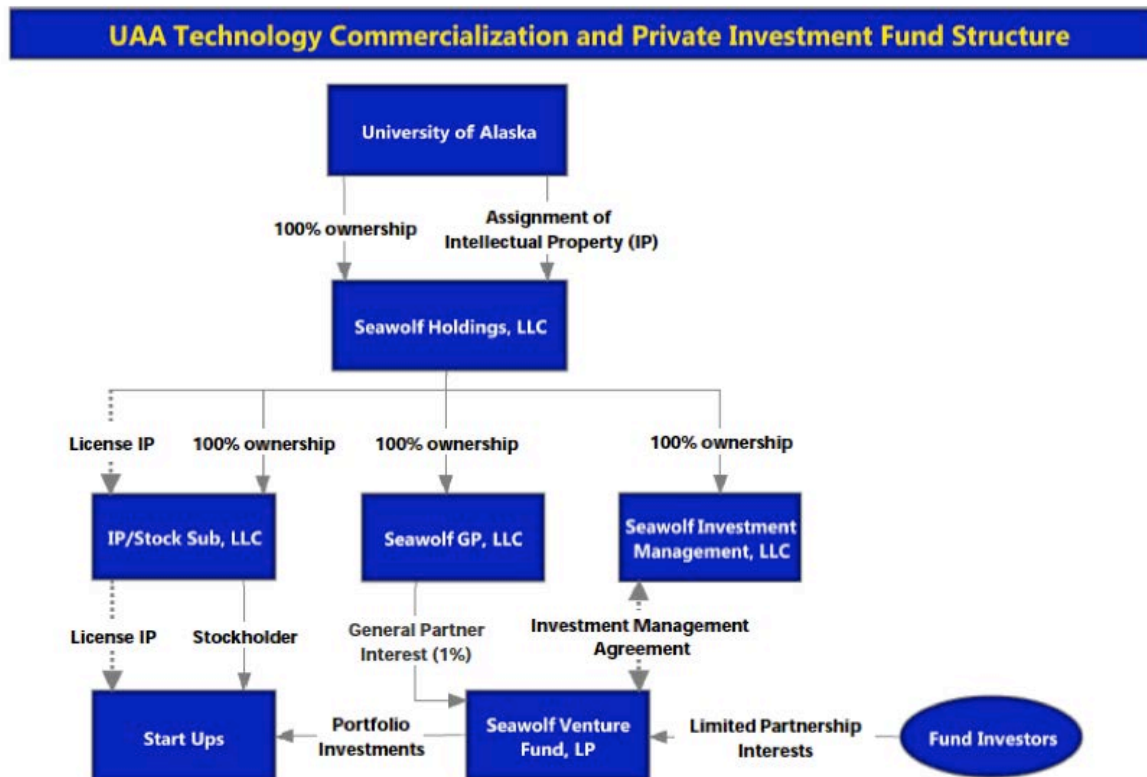 UAA Technology Commercialization and Private Investment Fund Structure
University of Alaska
100% ownership
Assignment of
Intellectual Property (IP)
Seawolf Holdings, LLC
License IP
100% ownership
100% ownership
100% ownership
IP/Stock Sub, LLC
Seawolf GP, LLC
Seawolf Investment
Management, LLC
License IP
Stockholder
General Partner
Interest (1%)
Investment Management
Agreement
Start Ups
Portfolio
Investments
Seawolf Venture
Fund, LP
Limited Partnership
Interests
Fund Investors